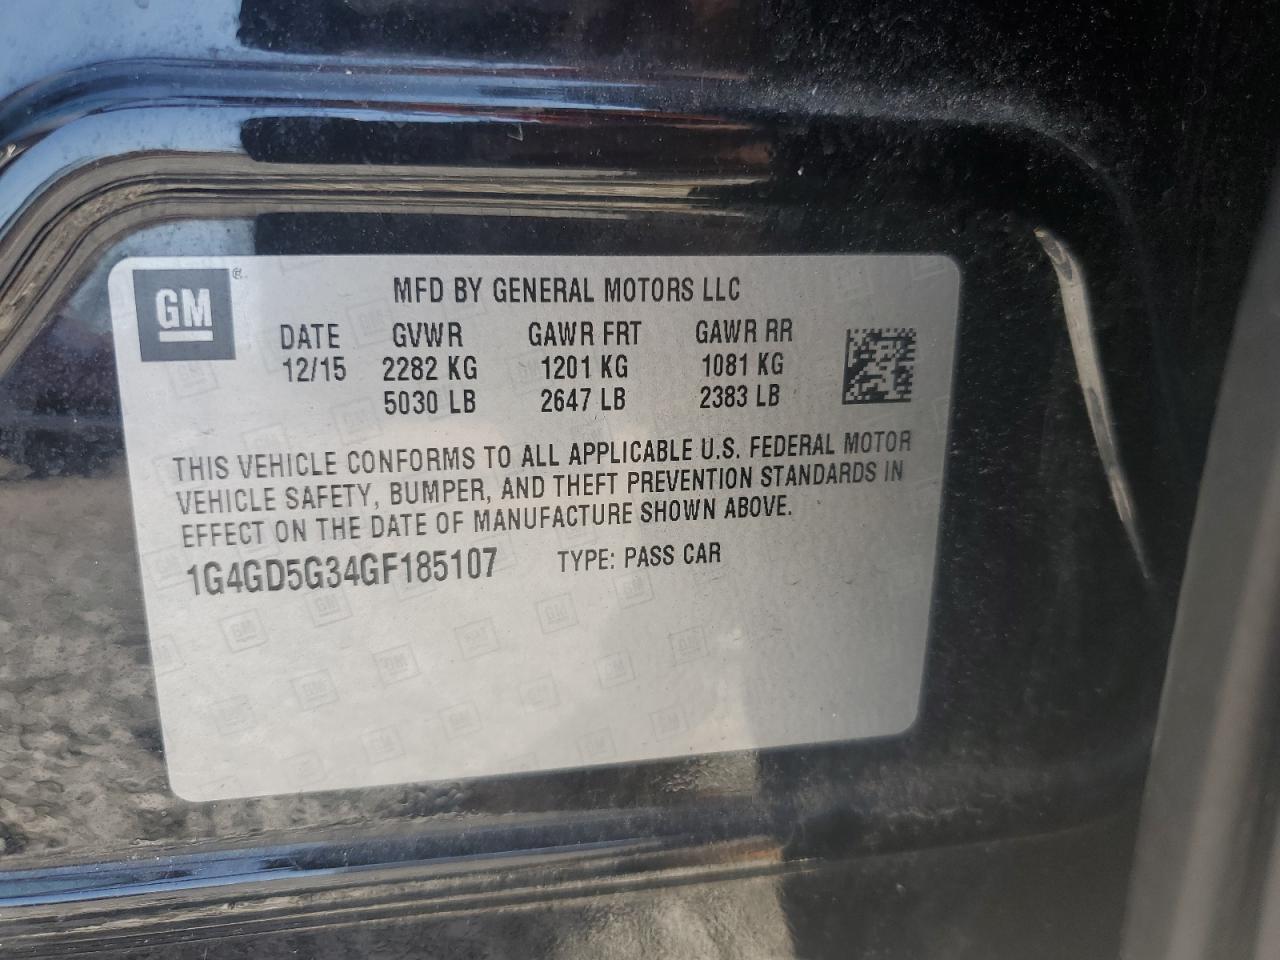 GM ®
MFD BY GENERAL MOTORS LLC
DATE GVWR GAWR FRT GAWR RR
12/15 2282 KG 1201 KG 1081 KG
5030 LB 2647 LB 2383 LB
THIS VEHICLE CONFORMS TO ALL APPLICABLE U.S. FEDERAL MOTOR
VEHICLE SAFETY, BUMPER, AND THEFT PREVENTION STANDARDS IN
EFFECT ON THE DATE OF MANUFACTURE SHOWN ABOVE.
1G4GD5G34GF185107 TYPE: PASS CAR